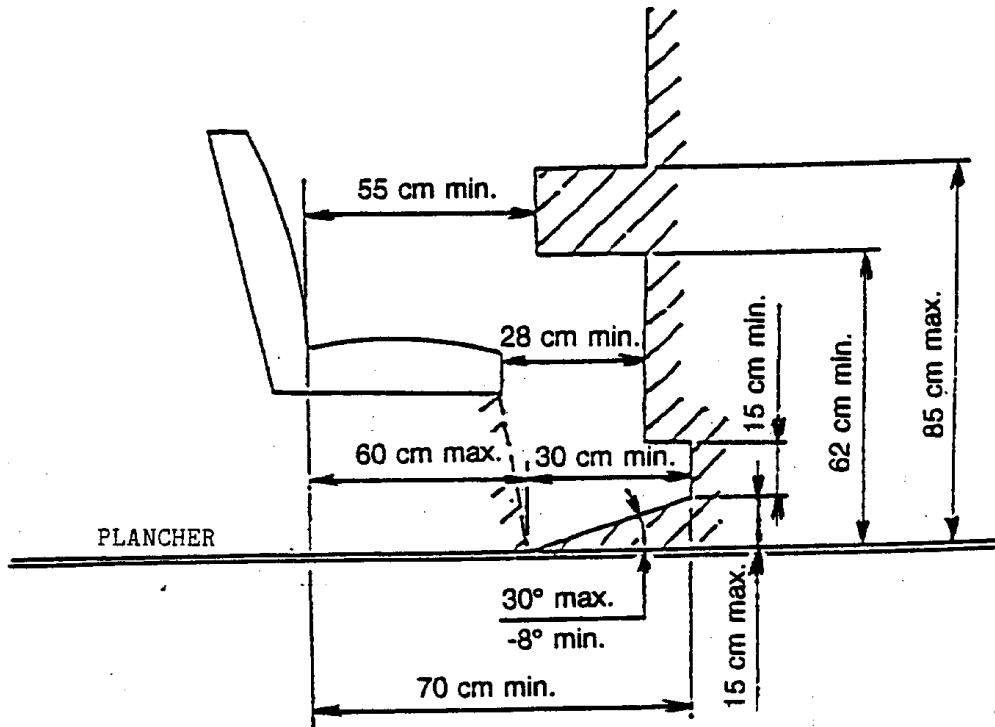 55 cm min.
28 cm min.
15 cm min.
62 cm min.
85 cm max.
60 cm max.
30 cm min.
PLANCHER
30° max.
-8° min.
15 cm max.
70 cm min.